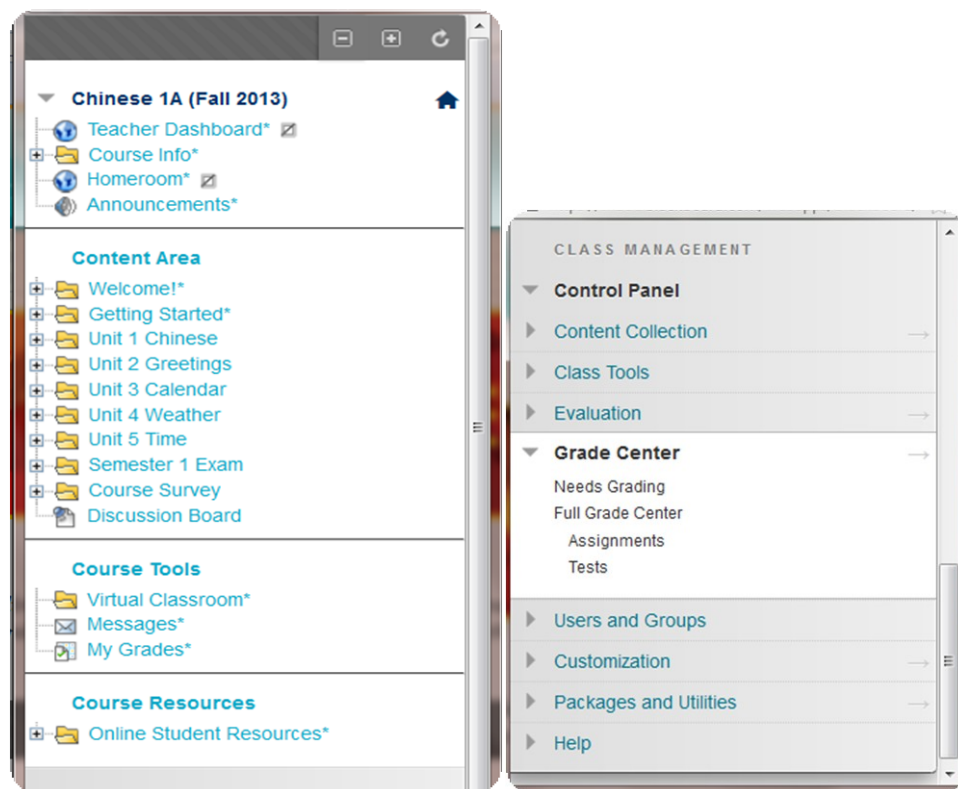 Chinese 1A (Fall 2013)
Teacher Dashboard*
Course Info*
Homeroom*
Announcements*
Content Area
Welcome!*
Getting Started*
Unit 1 Chinese
Unit 2 Greetings
Unit 3 Calendar
Unit 4 Weather
Unit 5 Time
Semester 1 Exam
Course Survey
Discussion Board
Course Tools
Virtual Classroom*
Messages*
My Grades*
Course Resources
Online Student Resources*
CLASS MANAGEMENT
Control Panel
Content Collection
Class Tools
Evaluation
Grade Center
Needs Grading
Full Grade Center
Assignments
Tests
Users and Groups
Customization
Packages and Utilities
Help